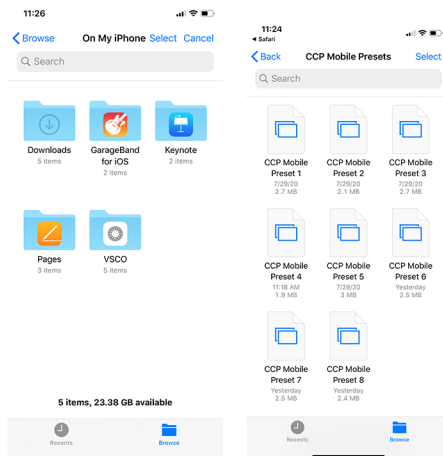 11:26
Browse
On My iPhone
Select
Cancel
Search
Downloads
5 items
GarageBand
for iOS
2 items
Keynote
2 items
Pages
3 items
VSCO
5 items
5 items, 23.38 GB available
Recents
Browse
11:24
Safari
Back
CCP Mobile Presets
Select
Search
CCP Mobile
Preset 1
7/29/20
2.7 MB
CCP Mobile
Preset 2
7/29/20
2.1 MB
CCP Mobile
Preset 3
7/29/20
2.7 MB
CCP Mobile
Preset 4
11:18 AM
1.9 MB
CCP Mobile
Preset 5
7/29/20
3 MB
CCP Mobile
Preset 6
Yesterday
2.5 MB
CCP Mobile
Preset 7
Yesterday
2.5 MB
CCP Mobile
Preset 8
Yesterday
2.4 MB
Recents
Browse